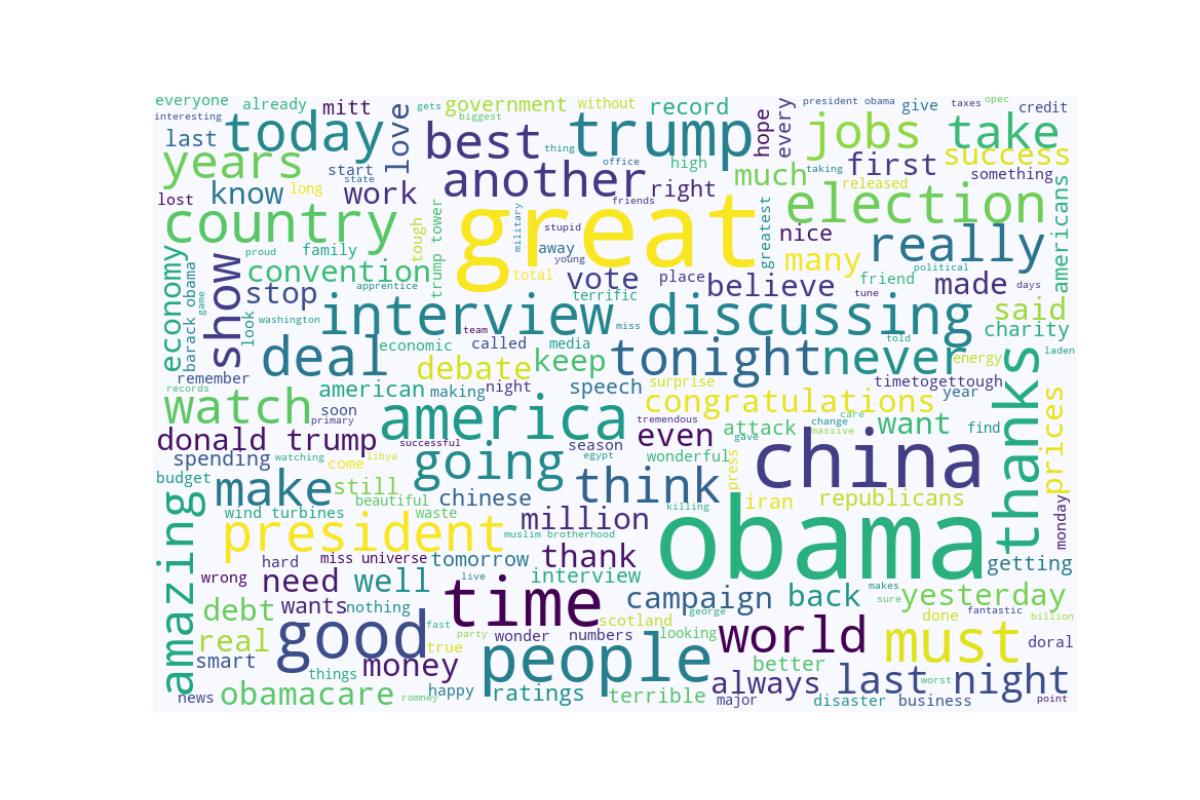 everyone already mitt love gets government without record hope every president obama give taxes opec credit
interesting last today best biggest thing trump office jobs take
years start state another high much taking first success
lost know long work right friends released something americans
country tough trump tower military great stupid greatest nice election really
economy proud family away young many friend political
barack obama game show convention apprentice total vote place believe made days
look stop terrific tune said
washington interview team miss discussing told charity
deal economic called media tonight never energy laden
remember records american making night debate keep speech surprise timetogettough year
watch soon primary america successful season tremendous congratulations care change massive want find thanks prices
donald trump even gave attack
spending watching come libya going egypt wonderful press china
budget make still beautiful chinese think iran republicans monday
amazing wind turbines waste million killing obama
president muslim brotherhood
hard miss universe tomorrow thank getting
wrong need well live interview makes
debt wants nothing time campaign back sure yesterday
real good fast party wonder numbers scotland george done fantastic billion
smart true people looking world must doral
things money better
news obamacare romney happy ratings terrible always major last night worst
disaster business point